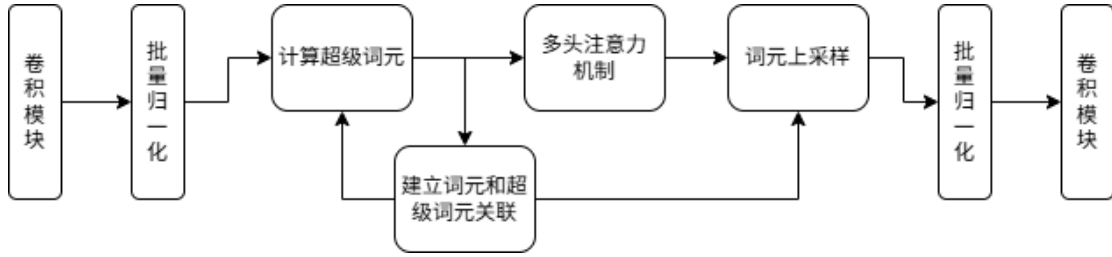 卷积模块
批量归一化
计算超级词元
多头注意力
机制
词元上采样
建立词元和超
级词元关联
批量归一化
卷积模块